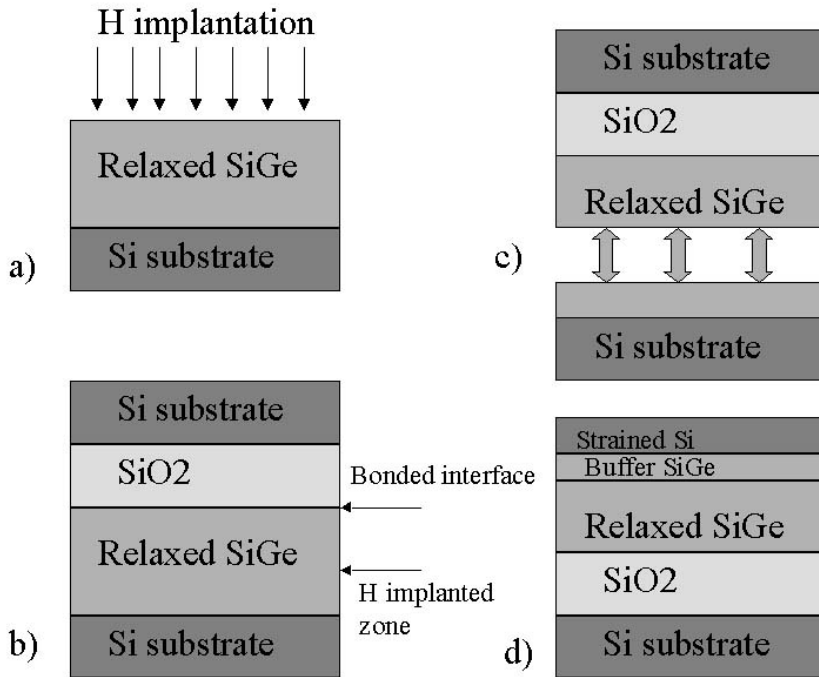 H implantation
Relaxed SiGe
Si substrate
a)
Si substrate
SiO2
Bonded interface
Relaxed SiGe
H implanted
zone
Si substrate
b)
Si substrate
SiO2
Relaxed SiGe
c)
Si substrate
Strained Si
Buffer SiGe
Relaxed SiGe
SiO2
Si substrate
d)